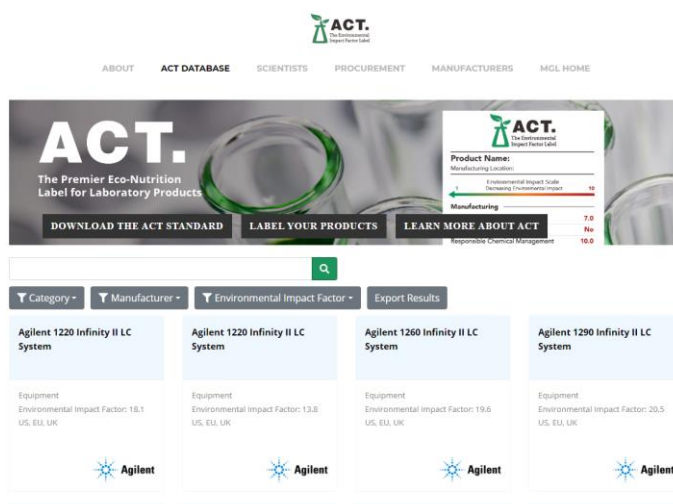 ACT.
The Environmental
Impact Factor Label
ABOUT ACT DATABASE SCIENTISTS PROCUREMENT MANUFACTURERS MGL HOME
ACT.
The Premier Eco-Nutrition
Label for Laboratory Products
DOWNLOAD THE ACT STANDARD LABEL YOUR PRODUCTS LEARN MORE ABOUT ACT
ACT.
The Environmental
Impact Factor Label
Product Name:
Manufacturing Location:
Environmental Impact Scale
1 Decreasing Environmental Impact 10
Manufacturing
7.0
No
Responsible Chemical Management 10.0
Category Manufacturer Environmental Impact Factor Export Results
Agilent 1220 Infinity II LC
System
Equipment
Environmental Impact Factor: 18.1
US, EU, UK
Agilent
Agilent 1220 Infinity II LC
System
Equipment
Environmental Impact Factor: 13.8
US, EU, UK
Agilent
Agilent 1260 Infinity II LC
System
Equipment
Environmental Impact Factor: 19.6
US, EU, UK
Agilent
Agilent 1290 Infinity II LC
System
Equipment
Environmental Impact Factor: 20.5
US, EU, UK
Agilent